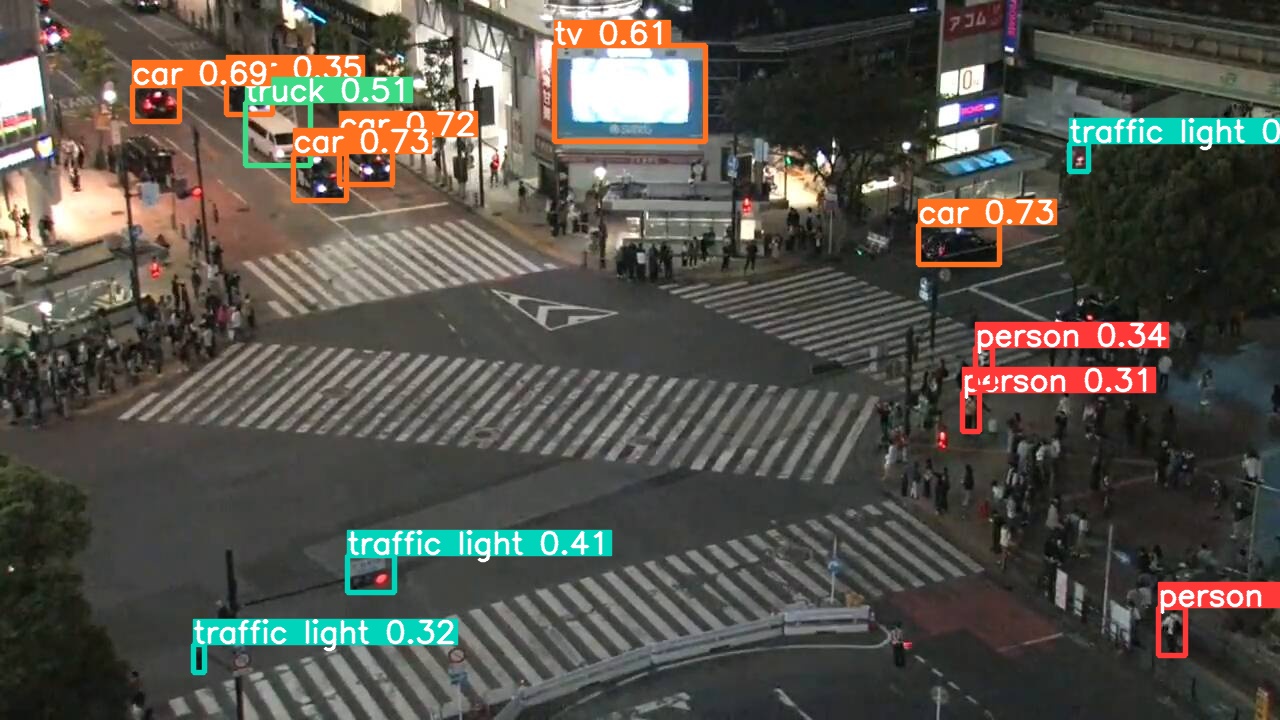 tv 0.61
アコム
car 0.69
0.35
truck 0.51
car 0.72
car 0.73
traffic light 0
car 0.73
person 0.34
person 0.31
traffic light 0.41
person
traffic light 0.32